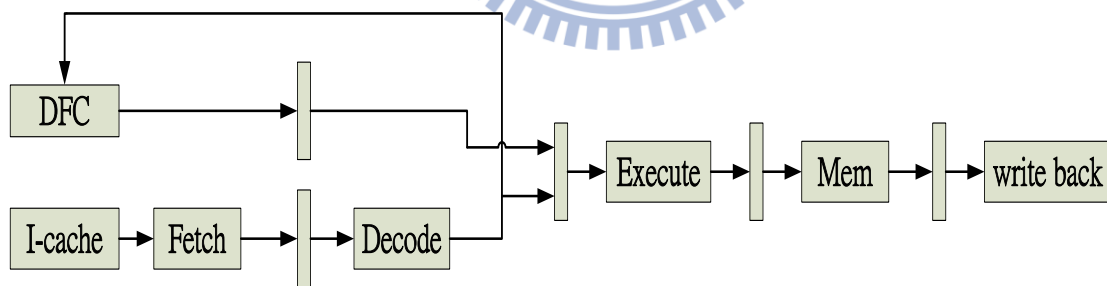 DFC
Execute
Mem
write back
I-cache
Fetch
Decode